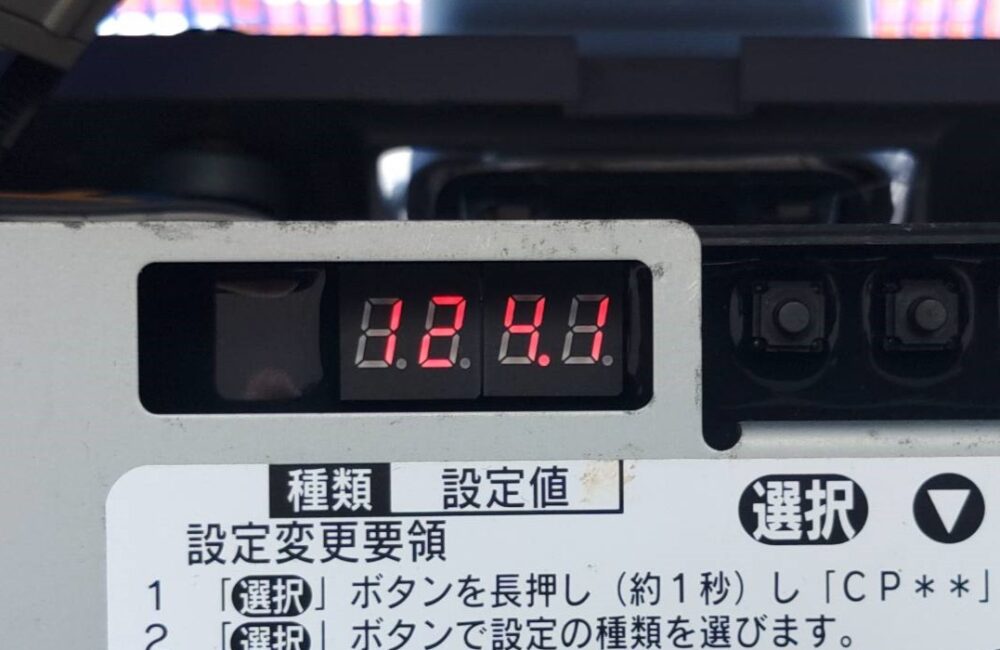 124.1
種類 設定値
選択 ▼
設定変更要領
1 「選択」ボタンを長押し（約1秒）し「CP＊＊」
2 「選択」ボタンで設定の種類を選びます。